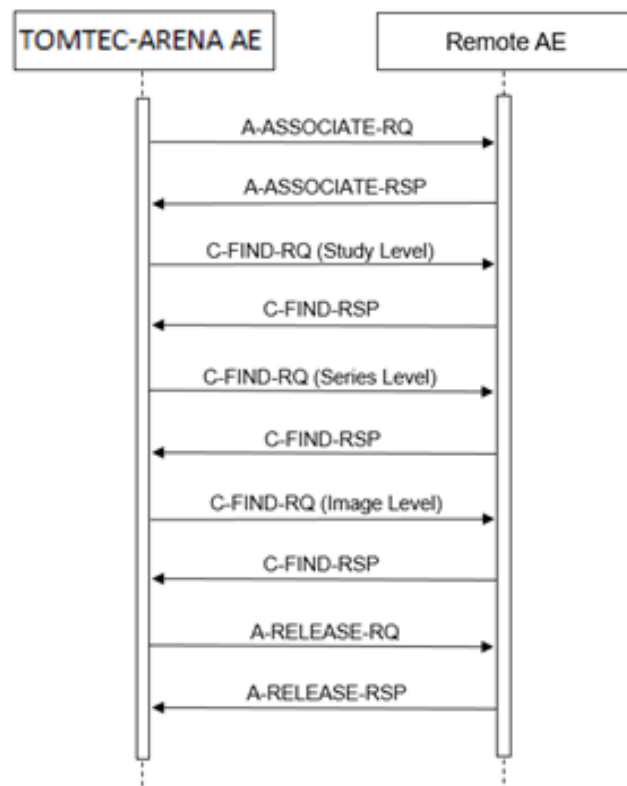 TOMTEC-ARENA AE
Remote AE
A-ASSOCIATE-RQ
A-ASSOCIATE-RSP
C-FIND-RQ (Study Level)
C-FIND-RSP
C-FIND-RQ (Series Level)
C-FIND-RSP
C-FIND-RQ (Image Level)
C-FIND-RSP
A-RELEASE-RQ
A-RELEASE-RSP